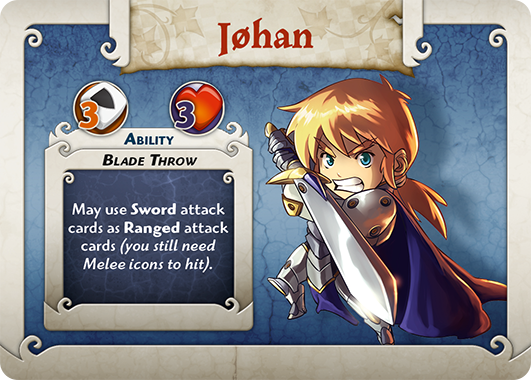 Jøhan
3 3
Ability
Blade Throw
May use Sword attack
cards as Ranged attack
cards (you still need
Melee icons to hit).